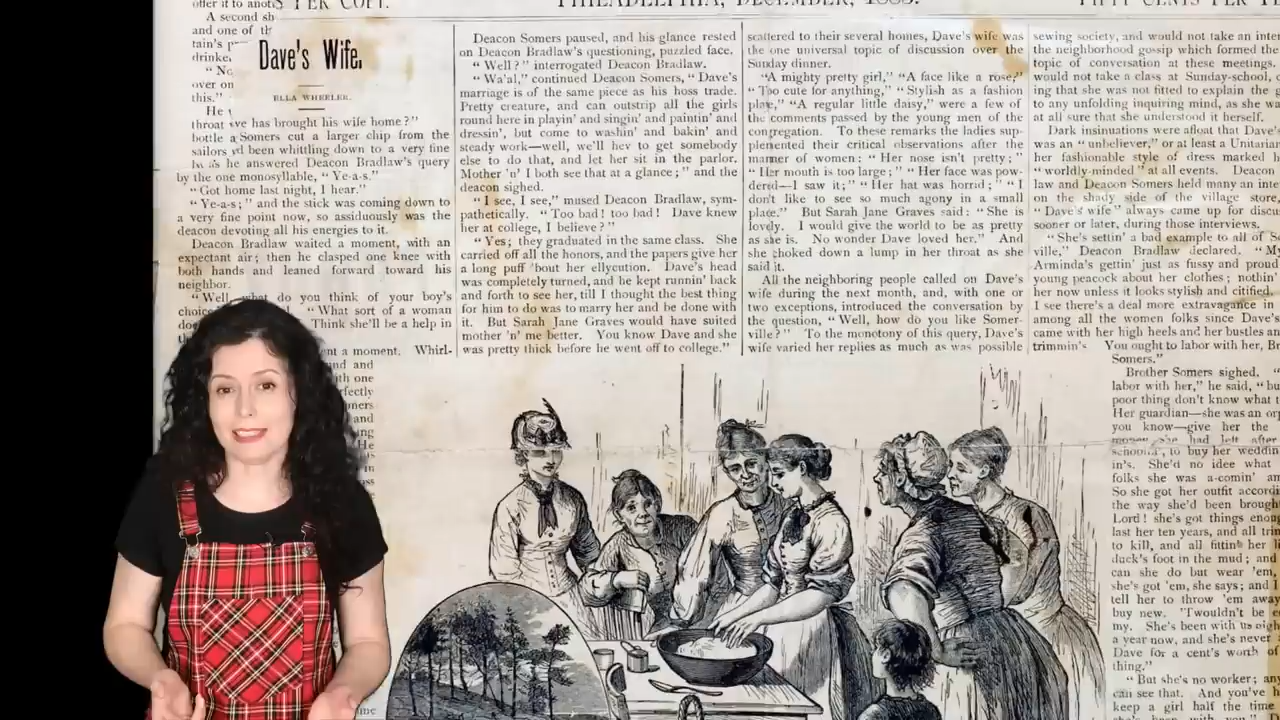 offer it to
S PER COPY.
PHILADELPHIA, DECEMBER, 1883.
FIFTY CENTS PER
A second
and one of
tain's
drinke
over on
this."
He
throat
bottle a
sailors
Dave's Wife.
ELLA WHEELER.
ve has brought his wife home?"
Somers cut a larger chip from the
d been whittling down to a very fine
as he answered Deacon Bradlaw's query
by the one monosyllable, "Ye-a-s."
"Got home last night, I hear."
"Ye-a-s;" and the stick was coming down to
a very fine point now, so assiduously was the
deacon devoting all his energies to it.
Deacon Bradlaw waited a moment, with an
expectant air; then he clasped one knee with
both hands and leaned forward toward his
neighbor.
"Well, what do you think of your boy's
choice
"What sort of a woman
Think she'll be a help in
a moment. Whirl-
and
one
and
in
Deacon Somers paused, and his glance rested
on Deacon Bradlaw's questioning, puzzled face.
"Well?" interrogated Deacon Bradlaw.
"Wa'al," continued Deacon Somers, "Dave's
marriage is of the same piece as his hoss trade.
Pretty creature, and can outstrip all the girls
round here in playin' and singin' and paintin' and
dressin', but come to washin' and bakin' and
steady work—well, we'll hev to get somebody
else to do that, and let her sit in the parlor.
Mother 'n' I both see that at a glance;" and the
deacon sighed.
"I see, I see," mused Deacon Bradlaw, sym-
pathetically. "Too bad! too bad! Dave knew
her at college, I believe?"
"Yes; they graduated in the same class. She
carried off all the honors, and the papers give her
a long puff 'bout her ellycution. Dave's head
was completely turned, and he kept runnin' back
and forth to see her, till I thought the best thing
for him to do was to marry her and be done with
it. But Sarah Jane Graves would have suited
mother 'n' me better. You know Dave and she
was pretty thick before he went off to college."
scattered to their several homes, Dave's wife was
the one universal topic of discussion over the
Sunday dinner.
"A mighty pretty girl," "A face like a rose,"
"Too cute for anything," "Stylish as a fashion
plate," "A regular little daisy," were a few of
the comments passed by the young men of the
congregation. To these remarks the ladies sup-
plemented their critical observations after the
manner of women: "Her nose isn't pretty;"
"Her mouth is too large;" "Her face was pow-
dered—I saw it;" "Her hat was horrid;" "I
don't like to see so much agony in a small
place." But Sarah Jane Graves said: "She is
lovely. I would give the world to be as pretty
as she is. No wonder Dave loved her." And
she choked down a lump in her throat as she
said it.
All the neighboring people called on Dave's
wife during the next month, and, with one or
two exceptions, introduced the conversation by
the question, "Well, how do you like Somer-
ville?" To the monotony of this query, Dave's
wife varied her replies as much as was possible
sewing society, and would not take an
the neighborhood gossip which formed the
topic of conversation at these meetings.
would not take a class at Sunday-school,
ing that she was not fitted to explain the
to any unfolding inquiring mind, as she
at all sure that she understood it herself.
Dark insinuations were afloat that Dave's
was an "unbeliever," or at least a Unitarian
her fashionable style of dress marked
"worldly-minded" at all events. Deacon
law and Deacon Somers held many an
on the shady side of the village store,
"Dave's wife" always came up for
sooner or later, during those interviews.
"She's settin' a bad example to all of
ville," Deacon Bradlaw declared. "My
Arminda's gettin' just as fussy and proud
young peacock about her clothes;
her now unless it looks stylish and citified.
I see there's a deal more extravagance in
among all the women folks since Dave's
came with her high heels and her bustles
trimmin's
You ought to labor with her,
Somers."
Brother Somers sighed.
labor with her," he said,
poor thing don't know what
Her guardian—she was an
you know—give her the
money she had left after
to buy her
in's. She'd no idea what
folks she was a-comin'
So she got her outfit
the way she'd been
Lord! she's got things
last her ten years, and all
to kill, and all fittin' her
duck's foot in the mud;
can she do but wear 'em,
she's got 'em, she says;
tell her to throw 'em away
buy new. 'Twouldn't be
my. She's been with us
a year now, and she's never
Dave for a cent's worth of
thing."
"But she's no worker;
can see that. And you've
keep a girl half the time